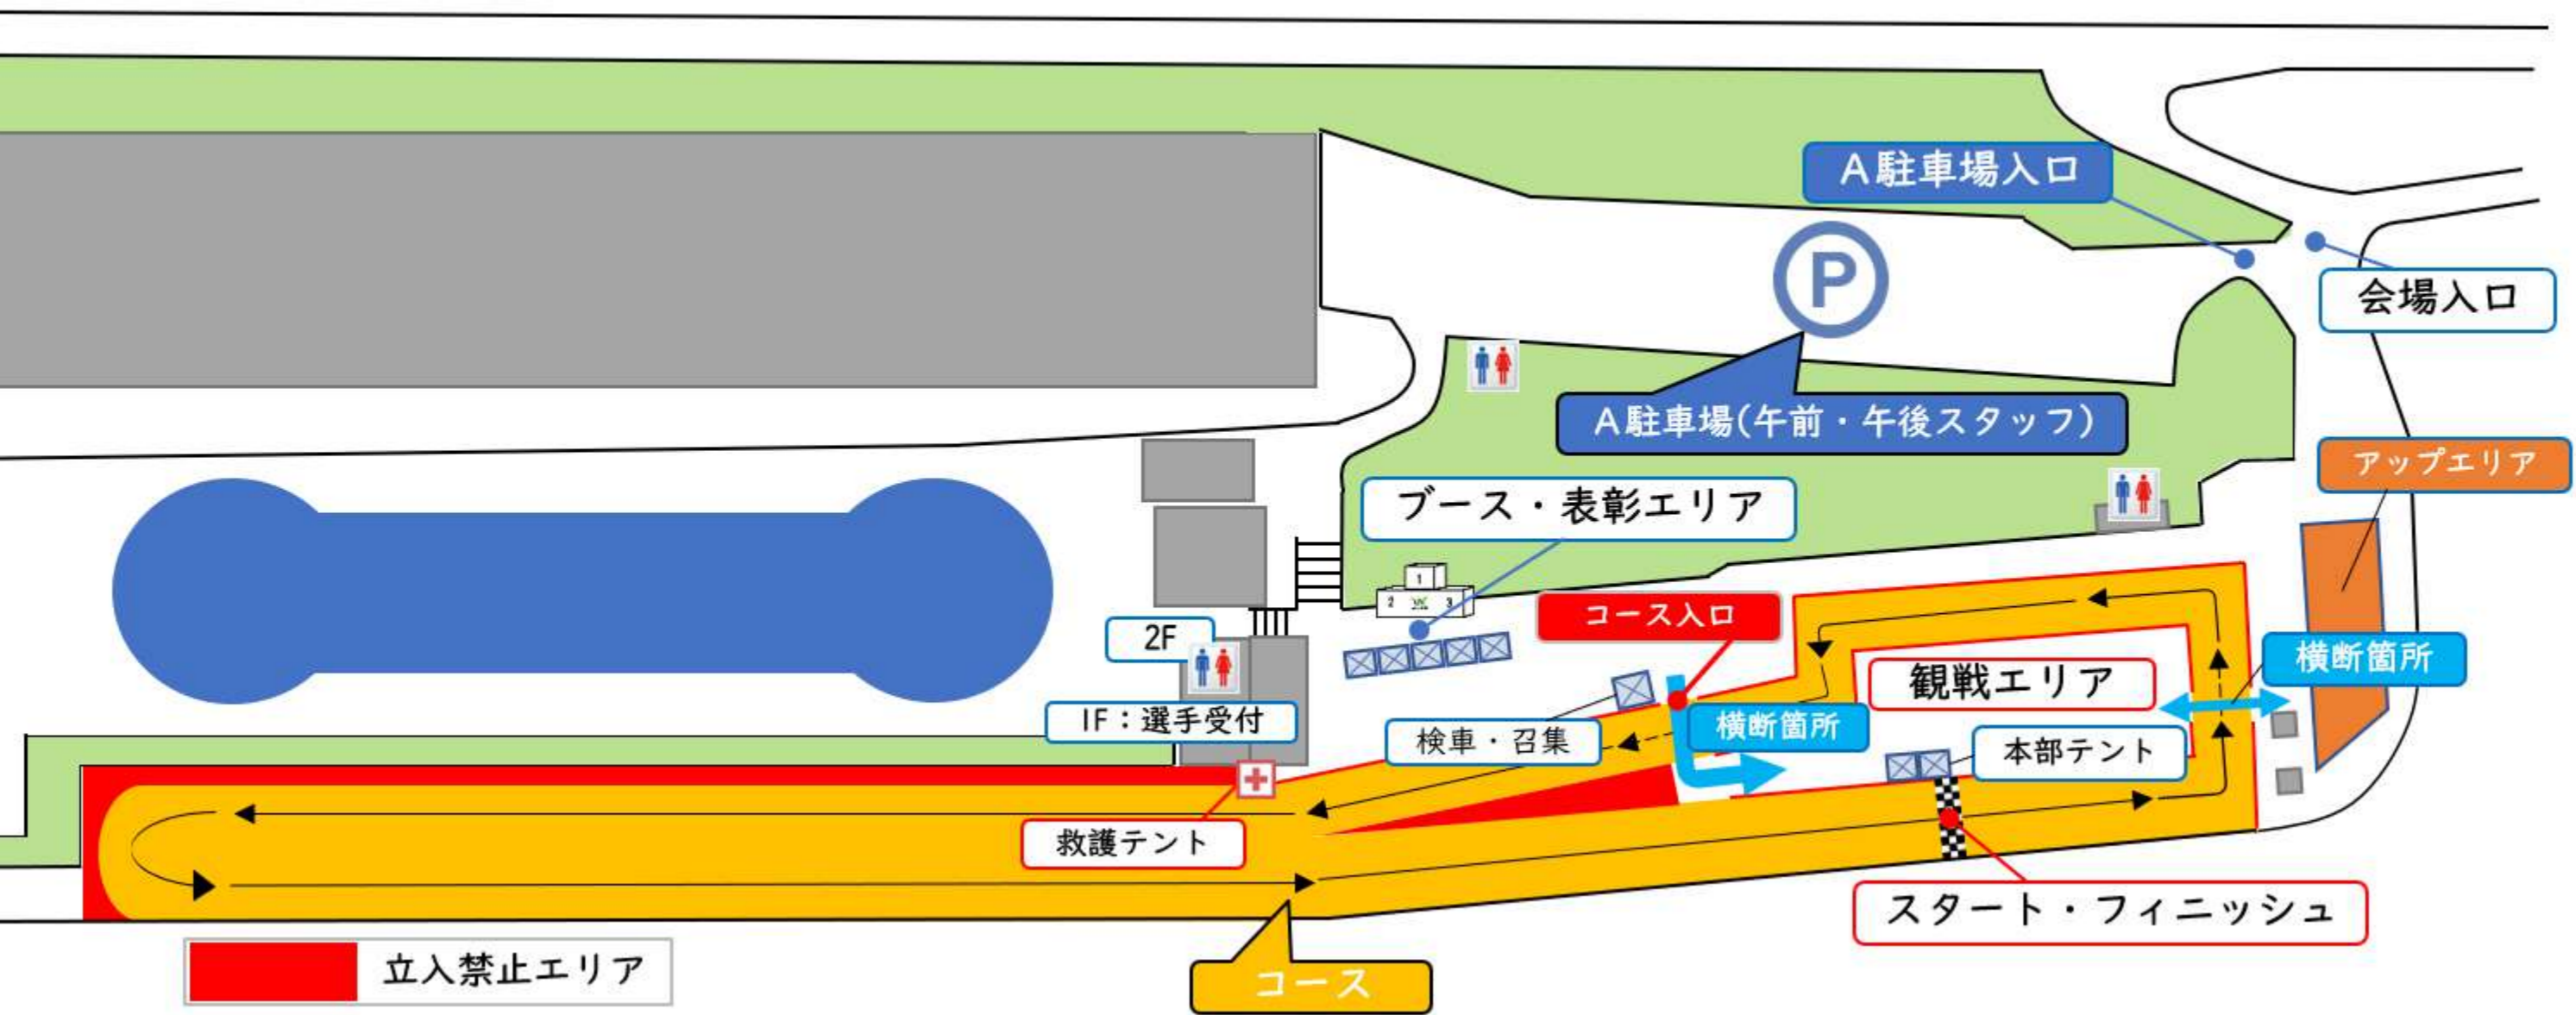 A駐車場入口
P
会場入口
A駐車場(午前・午後スタッフ)
アップエリア
ブース・表彰エリア
1
2
3
コース入口
2F
横断箇所
観戦エリア
1F：選手受付
横断箇所
検車・召集
本部テント
救護テント
スタート・フィニッシュ
立入禁止エリア
コース